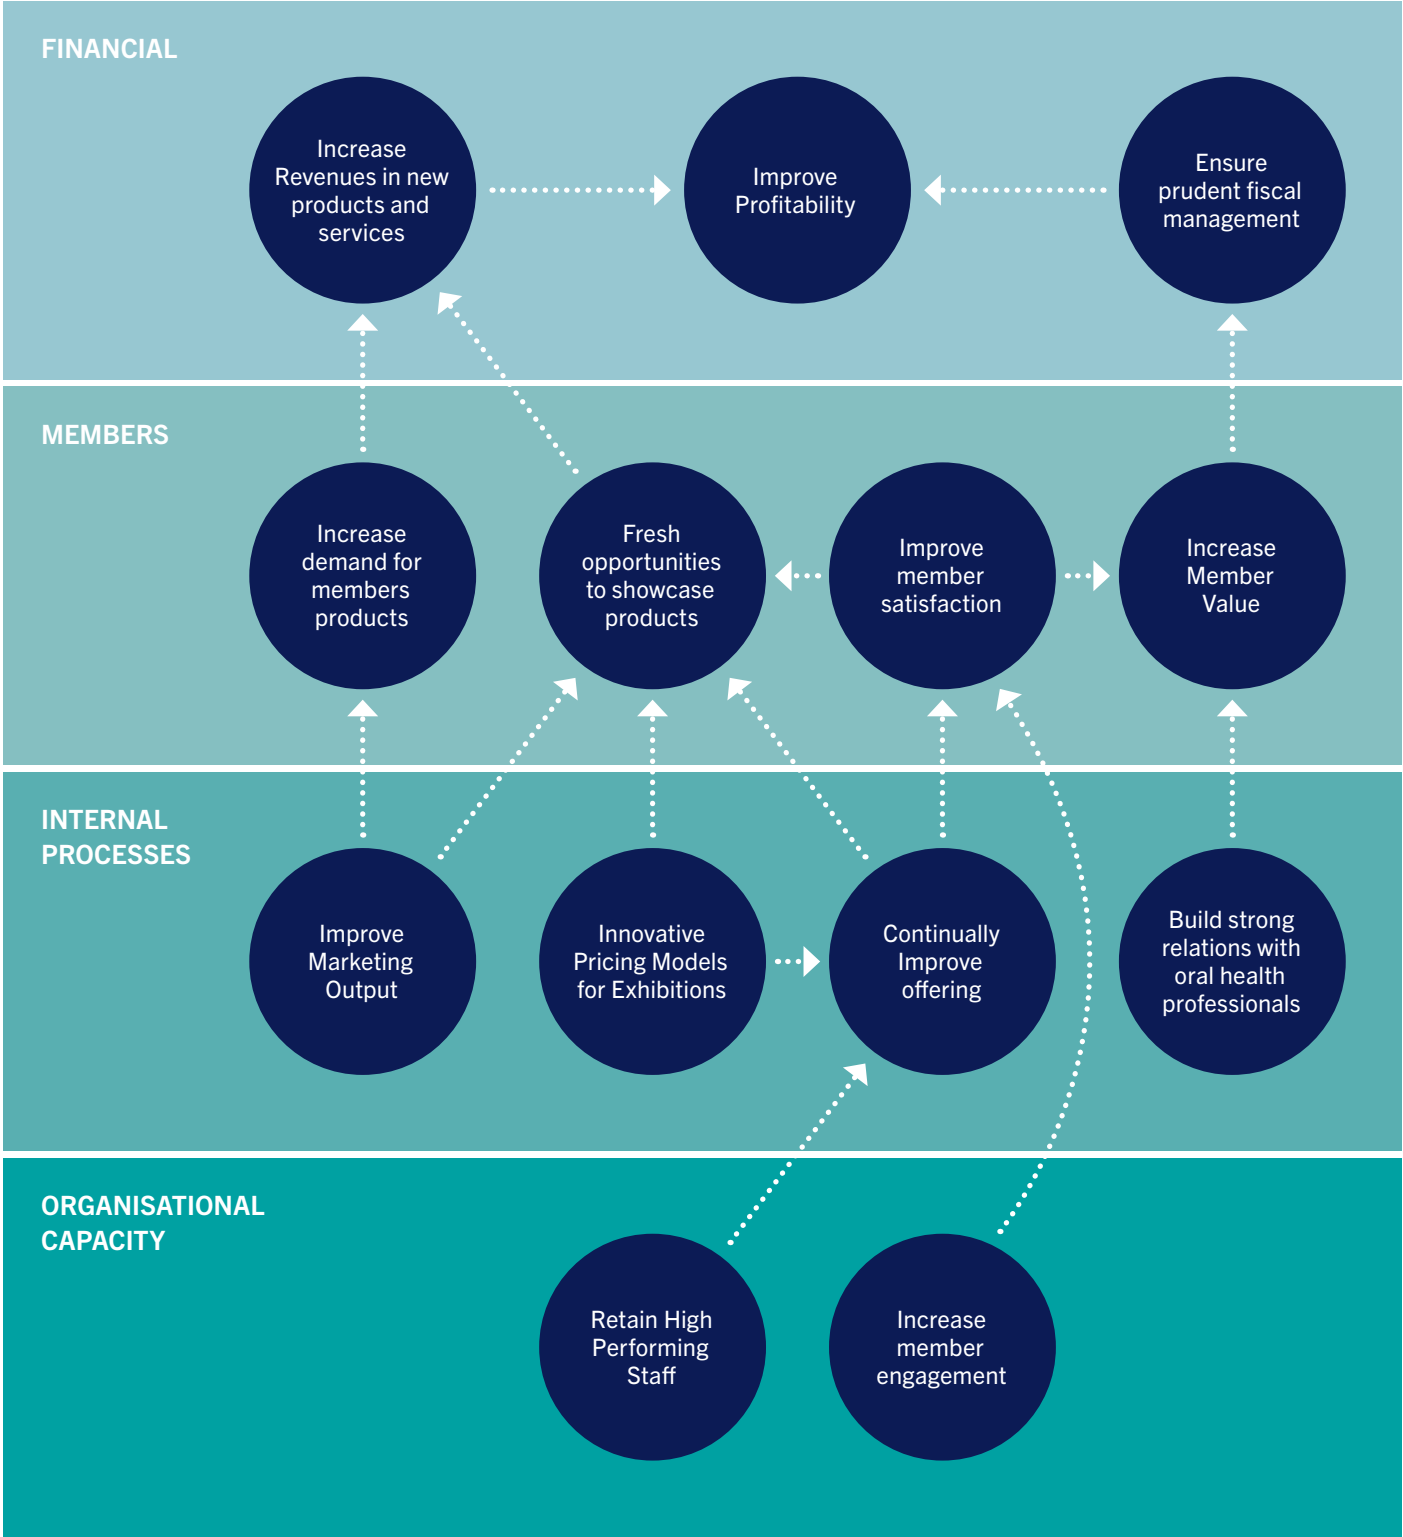 FINANCIAL
Increase
Revenues in new
products and
services
Improve
Profitability
Ensure
prudent fiscal
management
MEMBERS
Increase
demand for
members
products
Fresh
opportunities
to showcase
products
Improve
member
satisfaction
Increase
Member
Value
INTERNAL
PROCESSES
Improve
Marketing
Output
Innovative
Pricing Models
for Exhibitions
Continually
Improve
offering
Build strong
relations with
oral health
professionals
ORGANISATIONAL
CAPACITY
Retain High
Performing
Staff
Increase
member
engagement